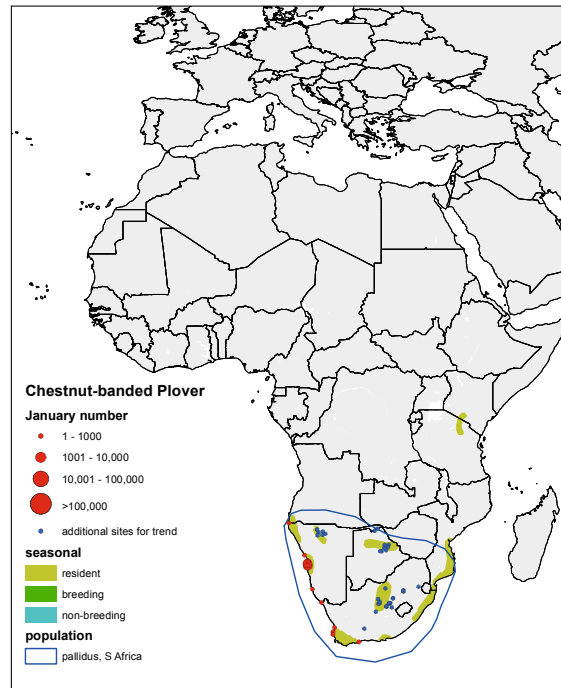 Chestnut-banded Plover
January number
1 - 1000
1001 - 10,000
10,001 - 100,000
>100,000
additional sites for trend
seasonal
resident
breeding
non-breeding
population
pallidus, S Africa